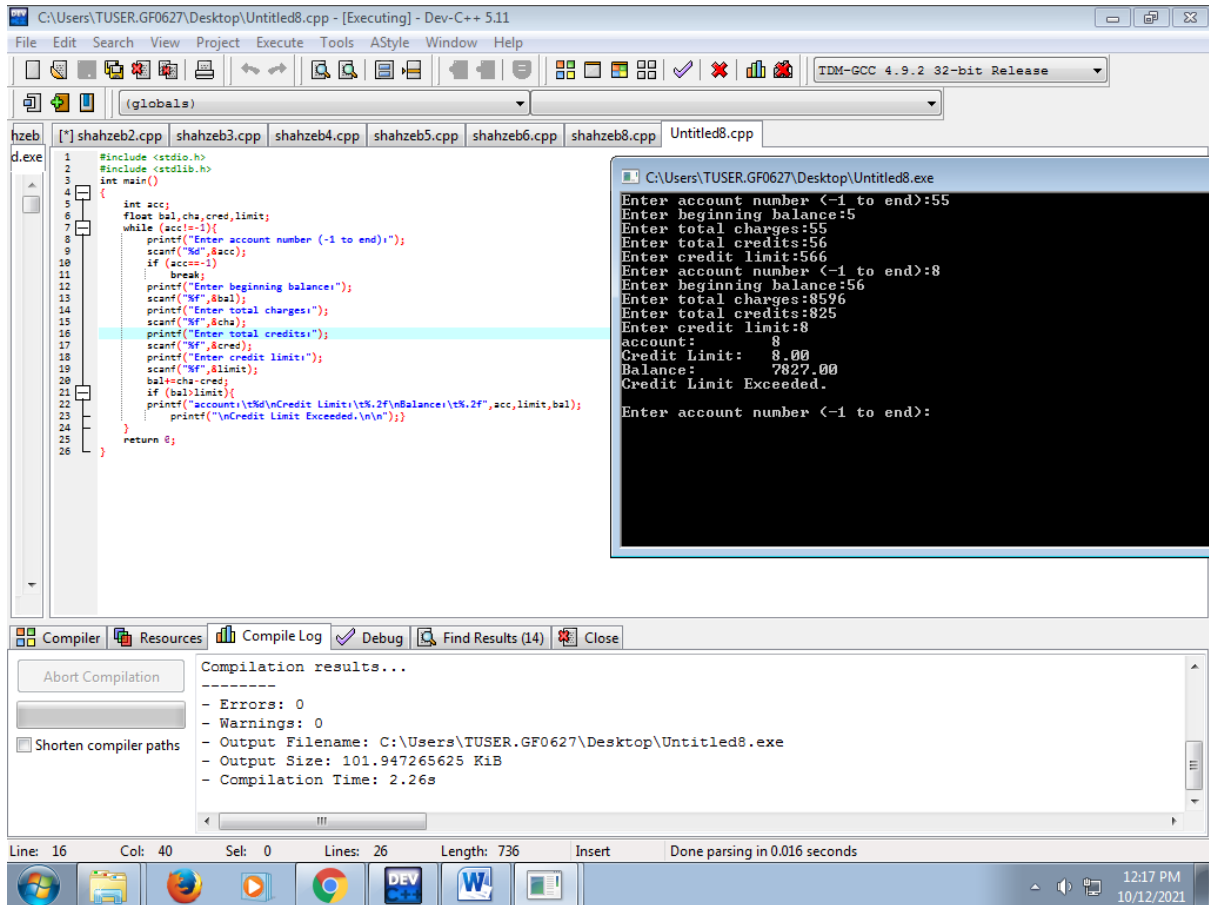 C:\Users\TUSER.GF0627\Desktop\Untitled8.cpp - [Executing] - Dev-C++ 5.11
File Edit Search View Project Execute Tools AStyle Window Help
TDM-GCC 4.9.2 32-bit Release
(globals)
hzeb [*] shahzeb2.cpp shahzeb3.cpp shahzeb4.cpp shahzeb5.cpp shahzeb6.cpp shahzeb8.cpp Untitled8.cpp
d.exe
1 #include <stdio.h>
2 #include <stdlib.h>
3 int main()
4 {
5 int acc;
6 float bal,cha,cred,limit;
7 while (acc!=-1){
8 printf("Enter account number (-1 to end):");
9 scanf("%d",&acc);
10 if (acc==-1)
11 break;
12 printf("Enter beginning balance:");
13 scanf("%f",&bal);
14 printf("Enter total charges:");
15 scanf("%f",&cha);
16 printf("Enter total credits:");
17 scanf("%f",&cred);
18 printf("Enter credit limit:");
19 scanf("%f",&limit);
20 bal+=cha-cred;
21 if (bal>limit){
22 printf("account:\t%d\nCredit Limit:\t%.2f\nBalance:\t%.2f",acc,limit,bal);
23 printf("\nCredit Limit Exceeded.\n\n");}
24 }
25 return 0;
26 }
C:\Users\TUSER.GF0627\Desktop\Untitled8.exe
Enter account number (-1 to end):55
Enter beginning balance:5
Enter total charges:55
Enter total credits:56
Enter credit limit:566
Enter account number (-1 to end):8
Enter beginning balance:56
Enter total charges:8596
Enter total credits:825
Enter credit limit:8
account: 8
Credit Limit: 8.00
Balance: 7827.00
Credit Limit Exceeded.
Enter account number (-1 to end):
Compiler Resources Compile Log Debug Find Results (14) Close
Abort Compilation
Shorten compiler paths
Compilation results...
--------
- Errors: 0
- Warnings: 0
- Output Filename: C:\Users\TUSER.GF0627\Desktop\Untitled8.exe
- Output Size: 101.947265625 KiB
- Compilation Time: 2.26s
Line: 16 Col: 40 Sel: 0 Lines: 26 Length: 736 Insert Done parsing in 0.016 seconds
DEV C++
W
12:17 PM
10/12/2021